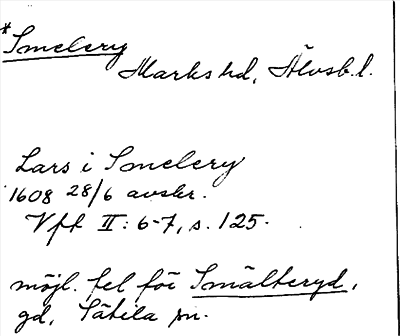 *Smelery
Marks hd, Älvsb. l.
Lars i Smelery
1608 28/6 avskr.
Vft II: 6-7, s. 125.
möjl. fel för Smälteryd,
gd, Sätila sn.